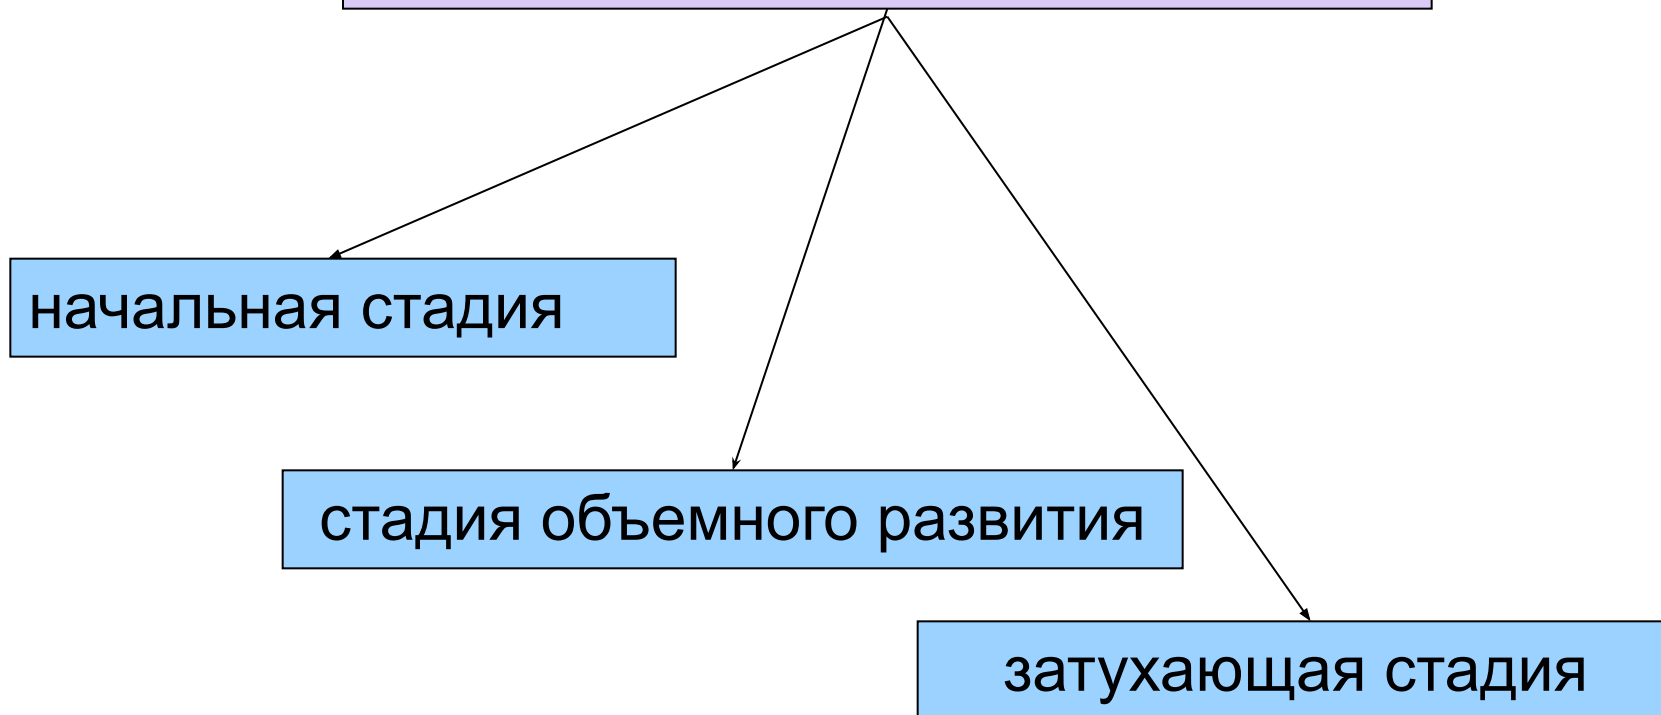 начальная стадия
стадия объемного развития
затухающая стадия